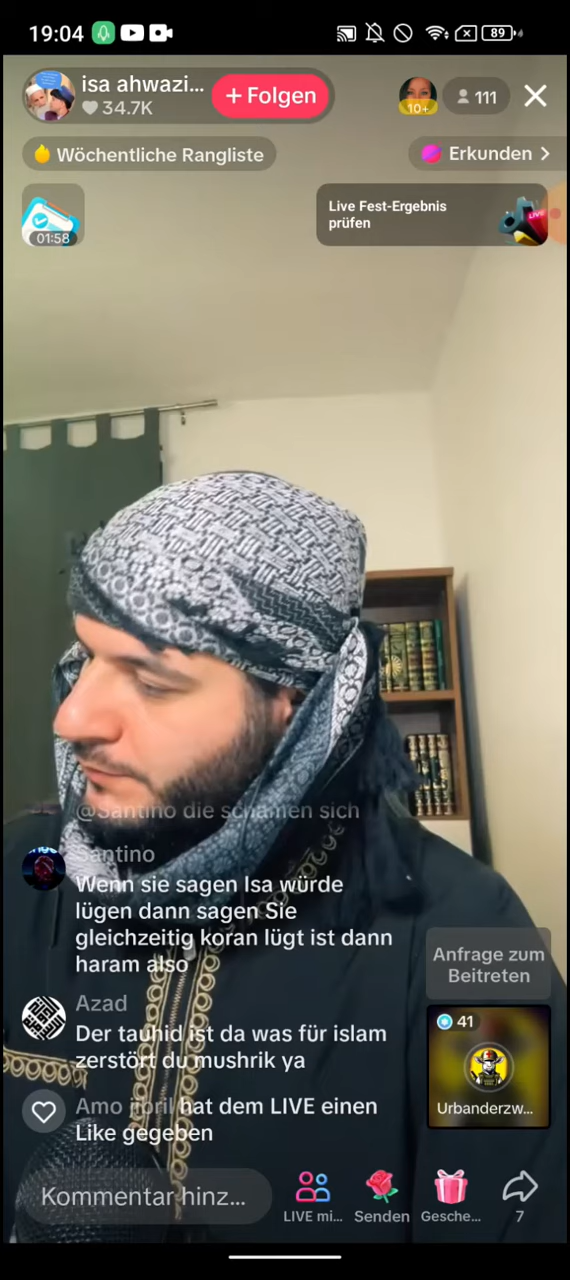 19:04
89
isa ahwazi...
34.7K
+ Folgen
10+
111
Wöchentliche Rangliste
Erkunden >
01:58
Live Fest-Ergebnis
prüfen
LIVE
@Santino die schämen sich
Santino
Wenn sie sagen Isa würde
lügen dann sagen Sie
gleichzeitig koran lügt ist dann
haram also
Anfrage zum
Beitreten
Azad
Der tauhid ist da was für islam
zerstört du mushrik ya
41
Urbanderzw...
Amo jibril hat dem LIVE einen
Like gegeben
Kommentar hinz...
LIVE mi...
Senden
Gesche...
7